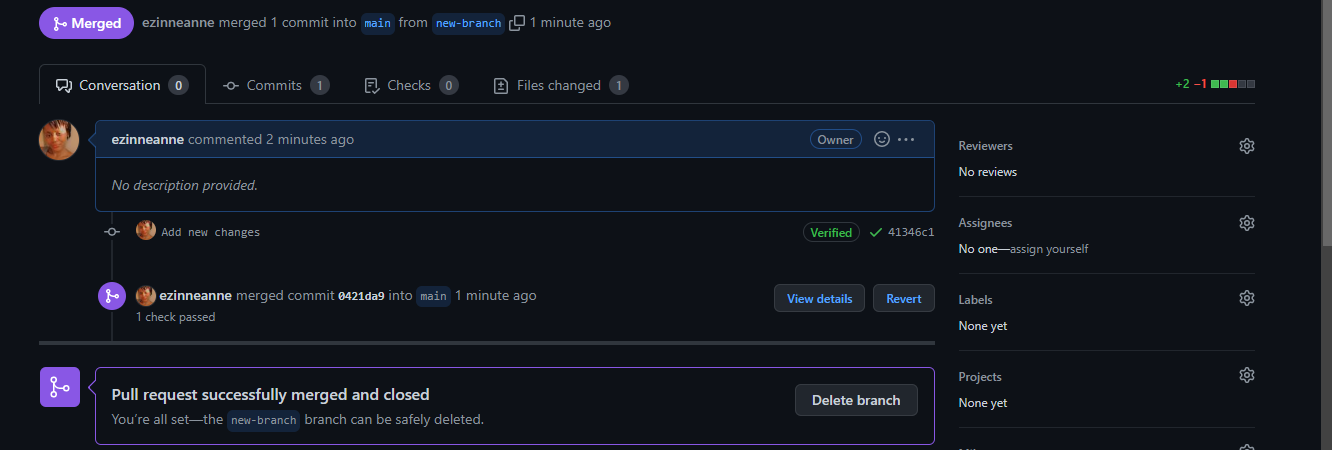 Merged ezinneanne merged 1 commit into main from new-branch 1 minute ago
Conversation 0 Commits 1 Checks 0 Files changed 1 +2 −1
ezinneanne commented 2 minutes ago Owner
No description provided.
Add new changes Verified 41346c1
ezinneanne merged commit 0421da9 into main 1 minute ago View details Revert
1 check passed
Pull request successfully merged and closed
You’re all set—the new-branch branch can be safely deleted.
Delete branch
Reviewers
No reviews
Assignees
No one—assign yourself
Labels
None yet
Projects
None yet